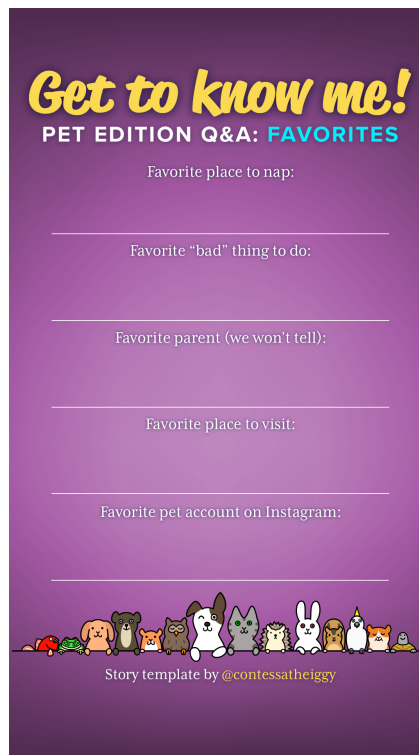 Get to know me!
PET EDITION Q&A: FAVORITES
Favorite place to nap:
Favorite “bad” thing to do:
Favorite parent (we won’t tell):
Favorite place to visit:
Favorite pet account on Instagram:
Story template by @contessatheiggy